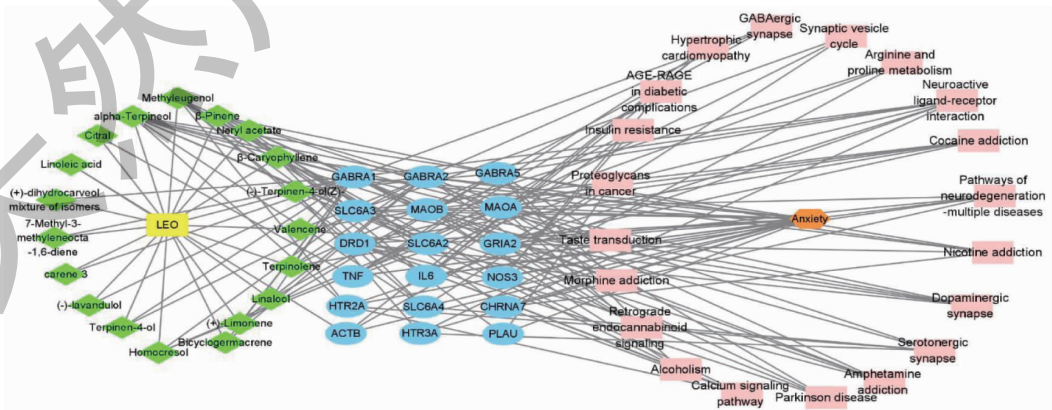 然
Methyleugenol
alpha-Terpineol
β-Pinene
Citral
Neryl acetate
Linoleic acid
β-Caryophyllene
(+)-dihydrocarveol
mixture of isomers
(-)-Terpinen-4-ol(Z)-
7-Methyl-3-
methyleneocta
-1,6-diene
LEO
Valencene
carene 3
Terpinolene
(-)-lavandulol
Linalool
Terpinen-4-ol
(+)-Limonene
Homocresol
Bicyclogermacrene
GABRA1
GABRA2
GABRA5
SLC6A3
MAOB
MAOA
DRD1
SLC6A2
GRIA2
TNF
IL6
NOS3
HTR2A
SLC6A4
CHRNA7
ACTB
HTR3A
PLAU
GABAergic
synapse
Hypertrophic
cardiomyopathy
Synaptic vesicle
cycle
Arginine and
proline metabolism
AGE-RAGE
in diabetic
complications
Neuroactive
ligand-receptor
interaction
Insulin resistance
Cocaine addiction
Proteoglycans
in cancer
Pathways of
neurodegeneration
-multiple diseases
Anxiety
Taste transduction
Nicotine addiction
Morphine addiction
Dopaminergic
synapse
Retrograde
endocannabinoid
signaling
Serotonergic
synapse
Alcoholism
Amphetamine
addiction
Calcium signaling
pathway
Parkinson disease